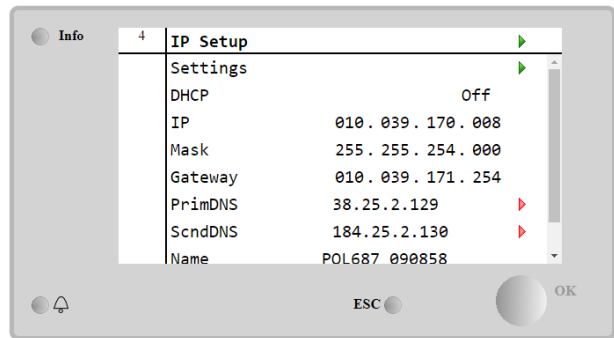 Info
4 IP Setup
Settings
DHCP Off
IP 010.039.170.008
Mask 255.255.254.000
Gateway 010.039.171.254
PrimDNS 38.25.2.129
ScndDNS 184.25.2.130
Name POL687_090858
ESC
OK